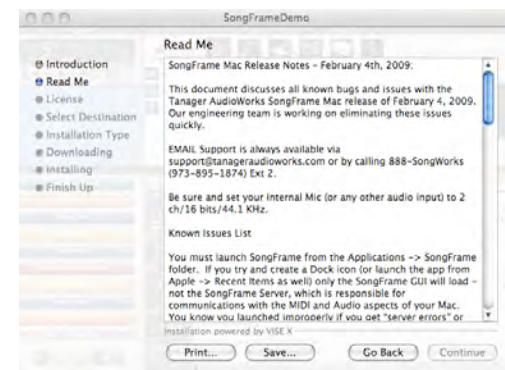 SongFrameDemo
Read Me
Introduction
Read Me
License
Select Destination
Installation Type
Downloading
Installing
Finish Up
SongFrame Mac Release Notes - February 4th, 2009:
This document discusses all known bugs and issues with the
Tanager AudioWorks SongFrame Mac release of February 4, 2009.
Our engineering team is working on eliminating these issues
quickly.
EMAIL Support is always available via
support@tanageraudioworks.com or by calling 888-SongWorks
(973-895-1874) Ext 2.
Be sure and set your internal Mic (or any other audio input) to 2
ch/16 bits/44.1 KHz.
Known Issues List
You must launch SongFrame from the Applications -> SongFrame
folder. If you try and create a Dock icon (or launch the app from
Apple -> Recent Items as well) only the SongFrame GUI will load -
not the SongFrame Server, which is responsible for
communications with the MIDI and Audio aspects of your Mac.
You know you launched improperly if you get "server errors" or
Installation powered by VISE X
Print...
Save...
Go Back
Continue